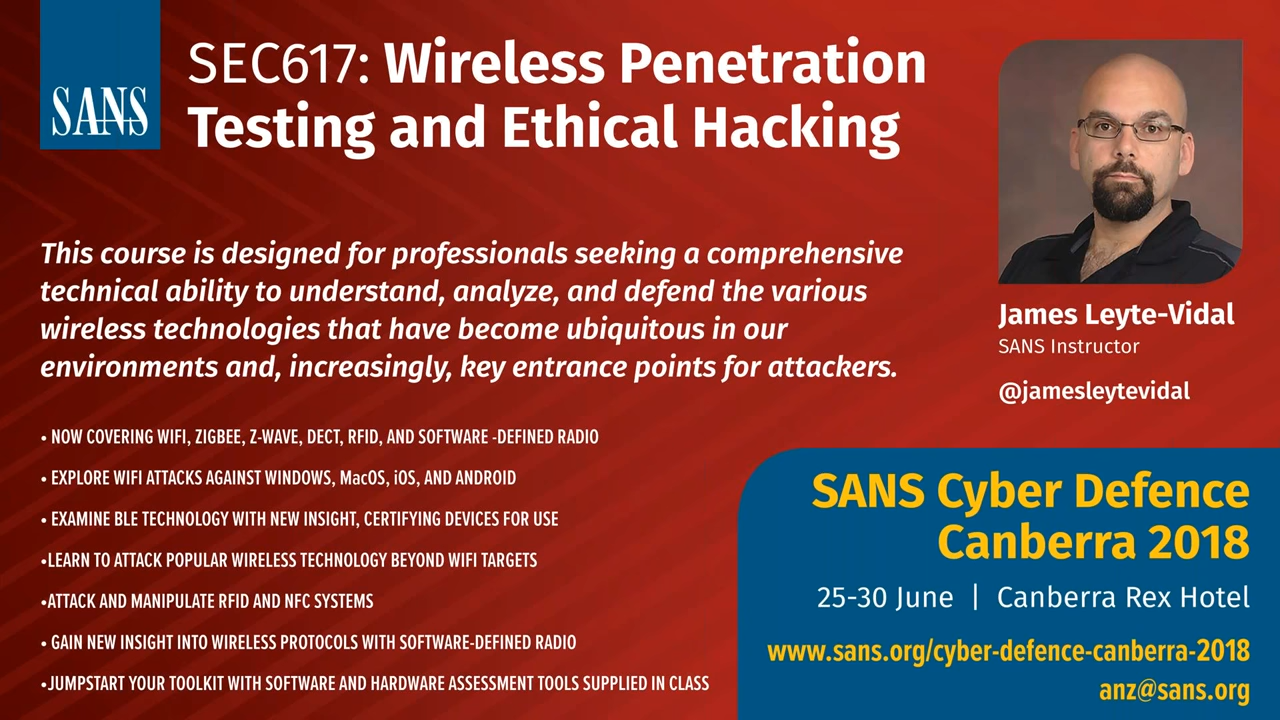 SANS
SEC617: Wireless Penetration
Testing and Ethical Hacking
This course is designed for professionals seeking a comprehensive
technical ability to understand, analyze, and defend the various
wireless technologies that have become ubiquitous in our
environments and, increasingly, key entrance points for attackers.
• NOW COVERING WIFI, ZIGBEE, Z-WAVE, DECT, RFID, AND SOFTWARE -DEFINED RADIO
• EXPLORE WIFI ATTACKS AGAINST WINDOWS, MacOS, iOS, AND ANDROID
• EXAMINE BLE TECHNOLOGY WITH NEW INSIGHT, CERTIFYING DEVICES FOR USE
•LEARN TO ATTACK POPULAR WIRELESS TECHNOLOGY BEYOND WIFI TARGETS
•ATTACK AND MANIPULATE RFID AND NFC SYSTEMS
• GAIN NEW INSIGHT INTO WIRELESS PROTOCOLS WITH SOFTWARE-DEFINED RADIO
•JUMPSTART YOUR TOOLKIT WITH SOFTWARE AND HARDWARE ASSESSMENT TOOLS SUPPLIED IN CLASS
James Leyte-Vidal
SANS Instructor
@jamesleytevidal
SANS Cyber Defence
Canberra 2018
25-30 June | Canberra Rex Hotel
www.sans.org/cyber-defence-canberra-2018
anz@sans.org